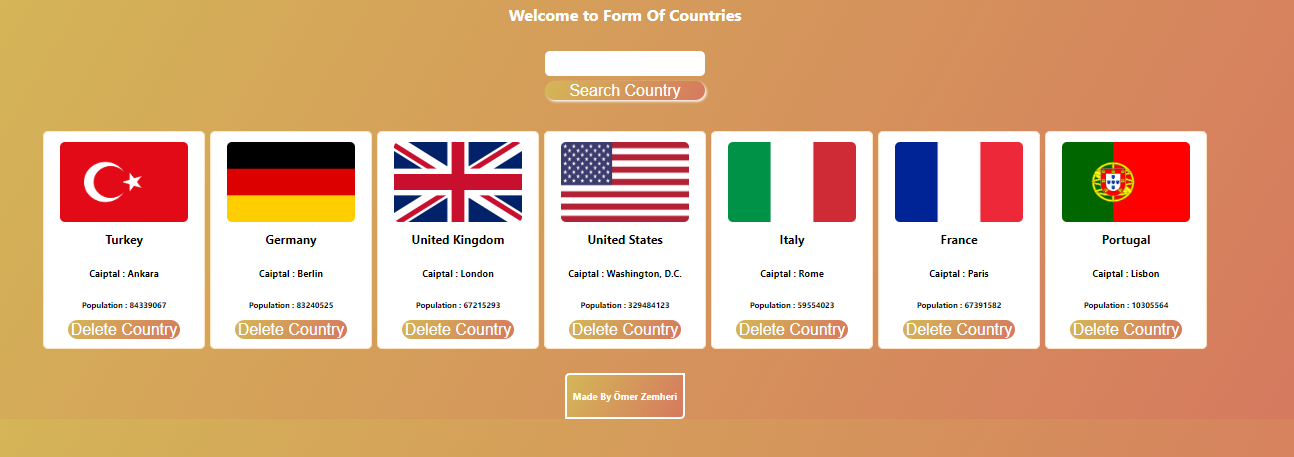 Welcome to Form Of Countries
Search Country
Turkey
Caiptal : Ankara
Population : 84339067
Delete Country
Germany
Caiptal : Berlin
Population : 83240525
Delete Country
United Kingdom
Caiptal : London
Population : 67215293
Delete Country
United States
Caiptal : Washington, D.C.
Population : 329484123
Delete Country
Italy
Caiptal : Rome
Population : 59554023
Delete Country
France
Caiptal : Paris
Population : 67391582
Delete Country
Portugal
Caiptal : Lisbon
Population : 10305564
Delete Country
Made By Ömer Zemheri